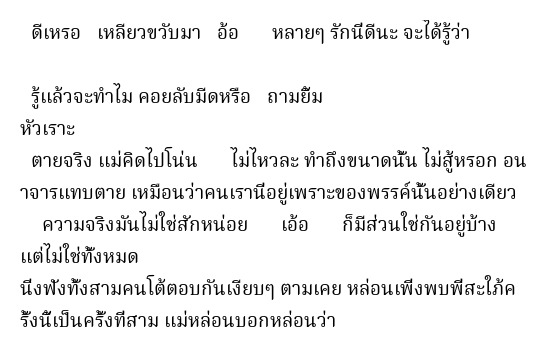 ดีเหรอ เหลียวขวับมา อ้อ หลายๆ รักนีดีนะ จะได้รู้ว่า
รู้แล้วจะทำไม คอยลับมีดหรือ ถามยิ้ม
หัวเราะ
ตายจริง แม่คิดไปโน่น ไม่ไหวละ ทำถึงขนาดนั้น ไม่สู้หรอก อน
าจารแทบตาย เหมือนว่าคนเรานีอยู่เพราะของพรรค์นั้นอย่างเดียว
ความจริงมันไม่ใช่สักหน่อย เอ้อ ก็มีส่วนใช่กันอยู่บ้าง
แต่ไม่ใช่ทั้งหมด
นีงฟังทั้งสามคนโต้ตอบกันเงียบๆ ตามเคย หล่อนเพีงพบพีสะใภ้ค
รั้งนี้เป็นครั้งทีสาม แม่หล่อนบอกหล่อนว่า